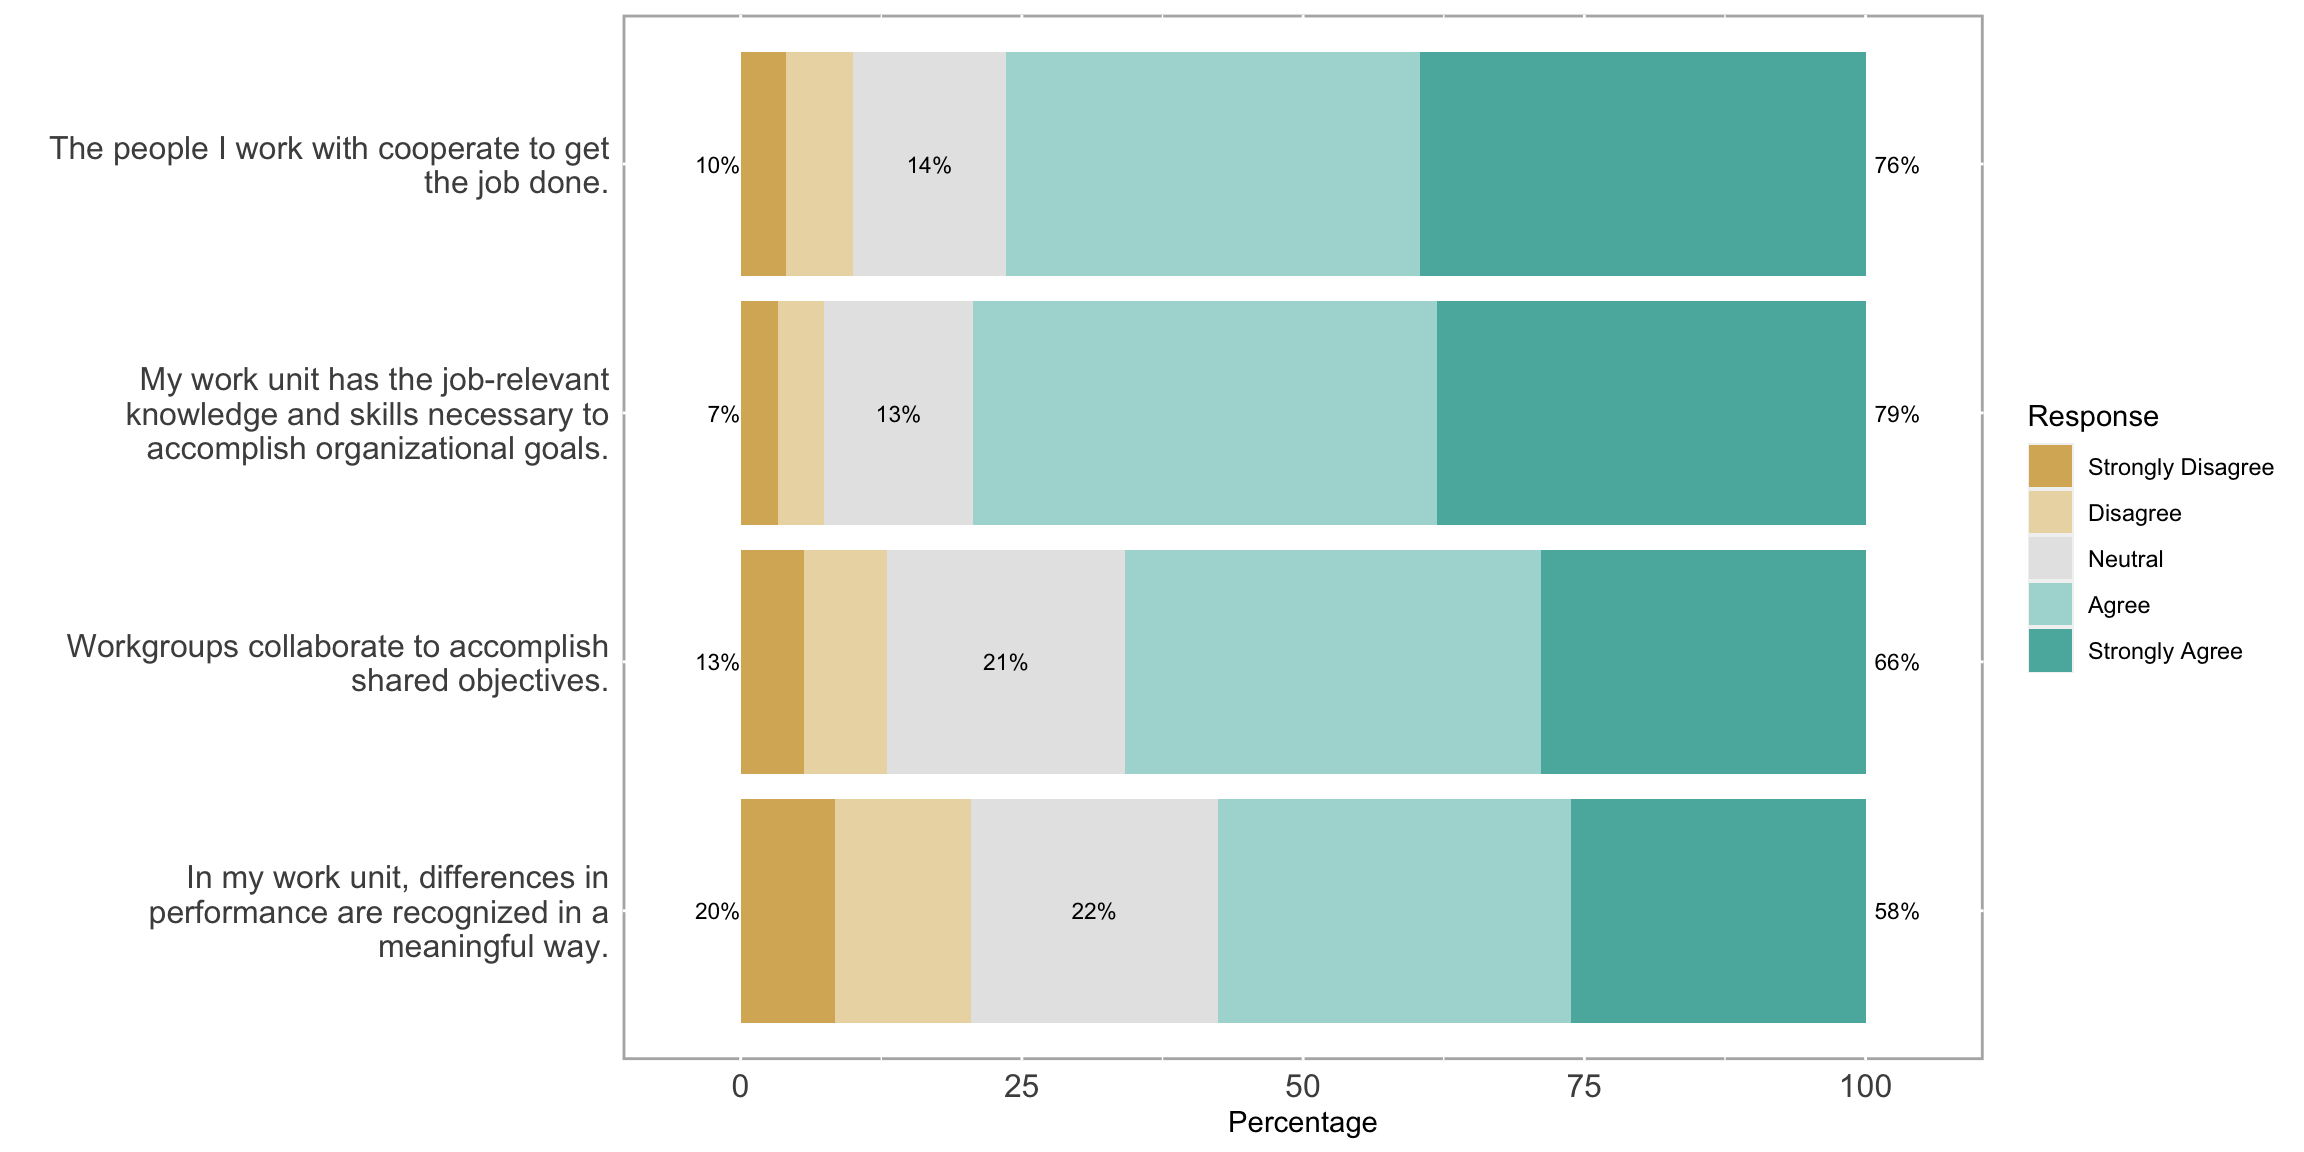 The people I work with cooperate to get
the job done.
10%
14%
76%
My work unit has the job-relevant
knowledge and skills necessary to
accomplish organizational goals.
7%
13%
79%
Workgroups collaborate to accomplish
shared objectives.
13%
21%
66%
In my work unit, differences in
performance are recognized in a
meaningful way.
20%
22%
58%
0 25 50 75 100
Percentage
Response
Strongly Disagree
Disagree
Neutral
Agree
Strongly Agree